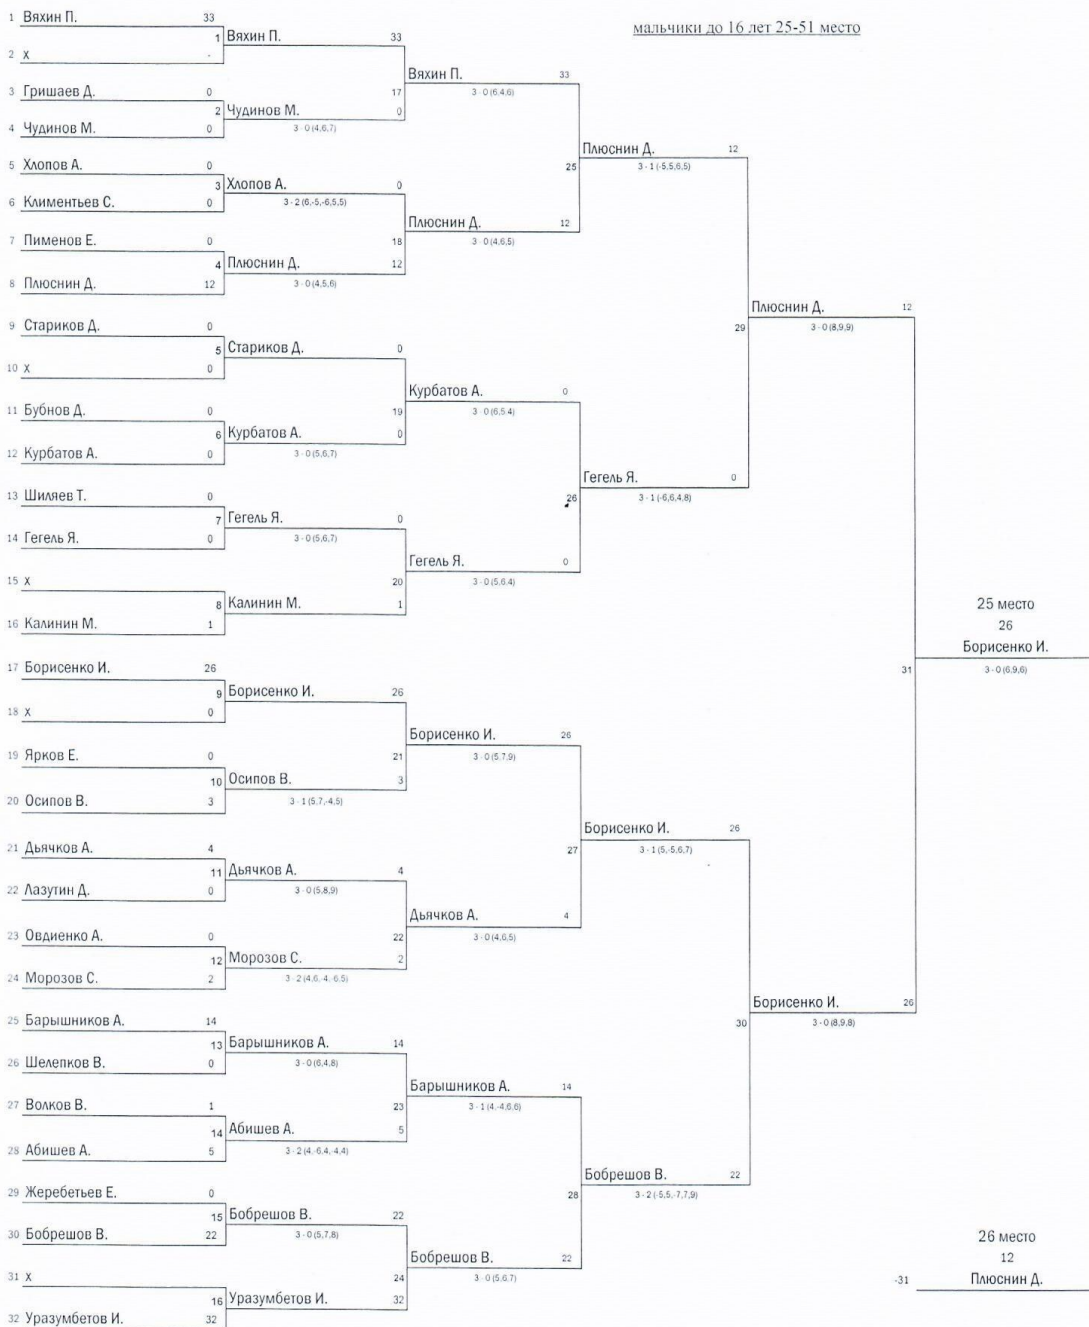 мальчики до 16 лет 25-51 место
1 Вяхин П. 33
1 Вяхин П. 33
2 X
Вяхин П. 33
3 Гришаев Д. 0
17
3 - 0 (6,4,6)
2 Чудинов М. 0
4 Чудинов М. 0
3 - 0 (4,6,7)
Плюснин Д. 12
5 Хлопов А. 0
25
3 - 1 (-5,5,6,5)
3 Хлопов А. 0
6 Климентьев С. 0
3 - 2 (6,-5,-6,5,5)
Плюснин Д. 12
7 Пименов Е. 0
18
3 - 0 (4,6,5)
4 Плюснин Д. 12
8 Плюснин Д. 12
3 - 0 (4,5,6)
Плюснин Д. 12
9 Стариков Д. 0
29
3 - 0 (8,9,9)
5 Стариков Д. 0
10 X 0
Курбатов А. 0
11 Бубнов Д. 0
19
3 - 0 (6,5,4)
6 Курбатов А. 0
12 Курбатов А. 0
3 - 0 (5,6,7)
Гегель Я. 0
13 Шиляев Т. 0
26
3 - 1 (-6,6,4,8)
7 Гегель Я. 0
14 Гегель Я. 0
3 - 0 (5,6,7)
Гегель Я. 0
15 X
20
3 - 0 (5,6,4)
8 Калинин М. 1
16 Калинин М. 1
25 место
26
Борисенко И.
31
3 - 0 (6,9,6)
17 Борисенко И. 26
9 Борисенко И. 26
18 X 0
Борисенко И. 26
19 Ярков Е. 0
21
3 - 0 (5,7,9)
10 Осипов В. 3
20 Осипов В. 3
3 - 1 (5,7,-4,5)
Борисенко И. 26
21 Дьячков А. 4
27
3 - 1 (5,-5,6,7)
11 Дьячков А. 4
22 Лазутин Д. 0
3 - 0 (5,8,9)
Дьячков А. 4
23 Овдиенко А. 0
22
3 - 0 (4,6,5)
12 Морозов С. 2
24 Морозов С. 2
3 - 2 (4,6,-4,-6,5)
Борисенко И. 26
25 Барышников А. 14
30
3 - 0 (8,9,8)
13 Барышников А. 14
26 Шелепков В. 0
3 - 0 (6,4,8)
Барышников А. 14
27 Волков В. 1
23
3 - 1 (4,-4,6,6)
14 Абишев А. 5
28 Абишев А. 5
3 - 2 (4,-6,4,-4,4)
Бобрешов В. 22
29 Жеребетьев Е. 0
28
3 - 2 (-5,5,-7,7,9)
15 Бобрешов В. 22
30 Бобрешов В. 22
3 - 0 (5,7,8)
Бобрешов В. 22
31 X
24
3 - 0 (5,6,7)
16 Уразумбетов И. 32
32 Уразумбетов И. 32
26 место
12
-31 Плюснин Д.